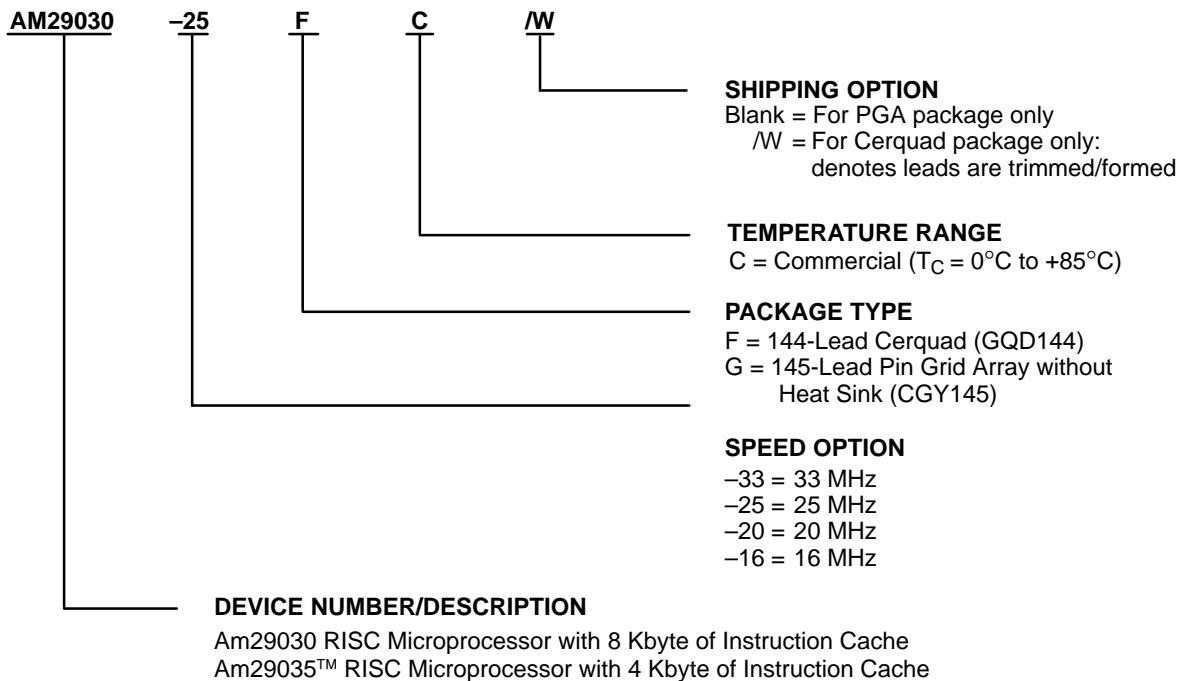 AM29030 –25 F C /W
SHIPPING OPTION
Blank = For PGA package only
/W = For Cerquad package only:
denotes leads are trimmed/formed
TEMPERATURE RANGE
C = Commercial (TC = 0°C to +85°C)
PACKAGE TYPE
F = 144-Lead Cerquad (GQD144)
G = 145-Lead Pin Grid Array without
Heat Sink (CGY145)
SPEED OPTION
–33 = 33 MHz
–25 = 25 MHz
–20 = 20 MHz
–16 = 16 MHz
DEVICE NUMBER/DESCRIPTION
Am29030 RISC Microprocessor with 8 Kbyte of Instruction Cache
Am29035™ RISC Microprocessor with 4 Kbyte of Instruction Cache